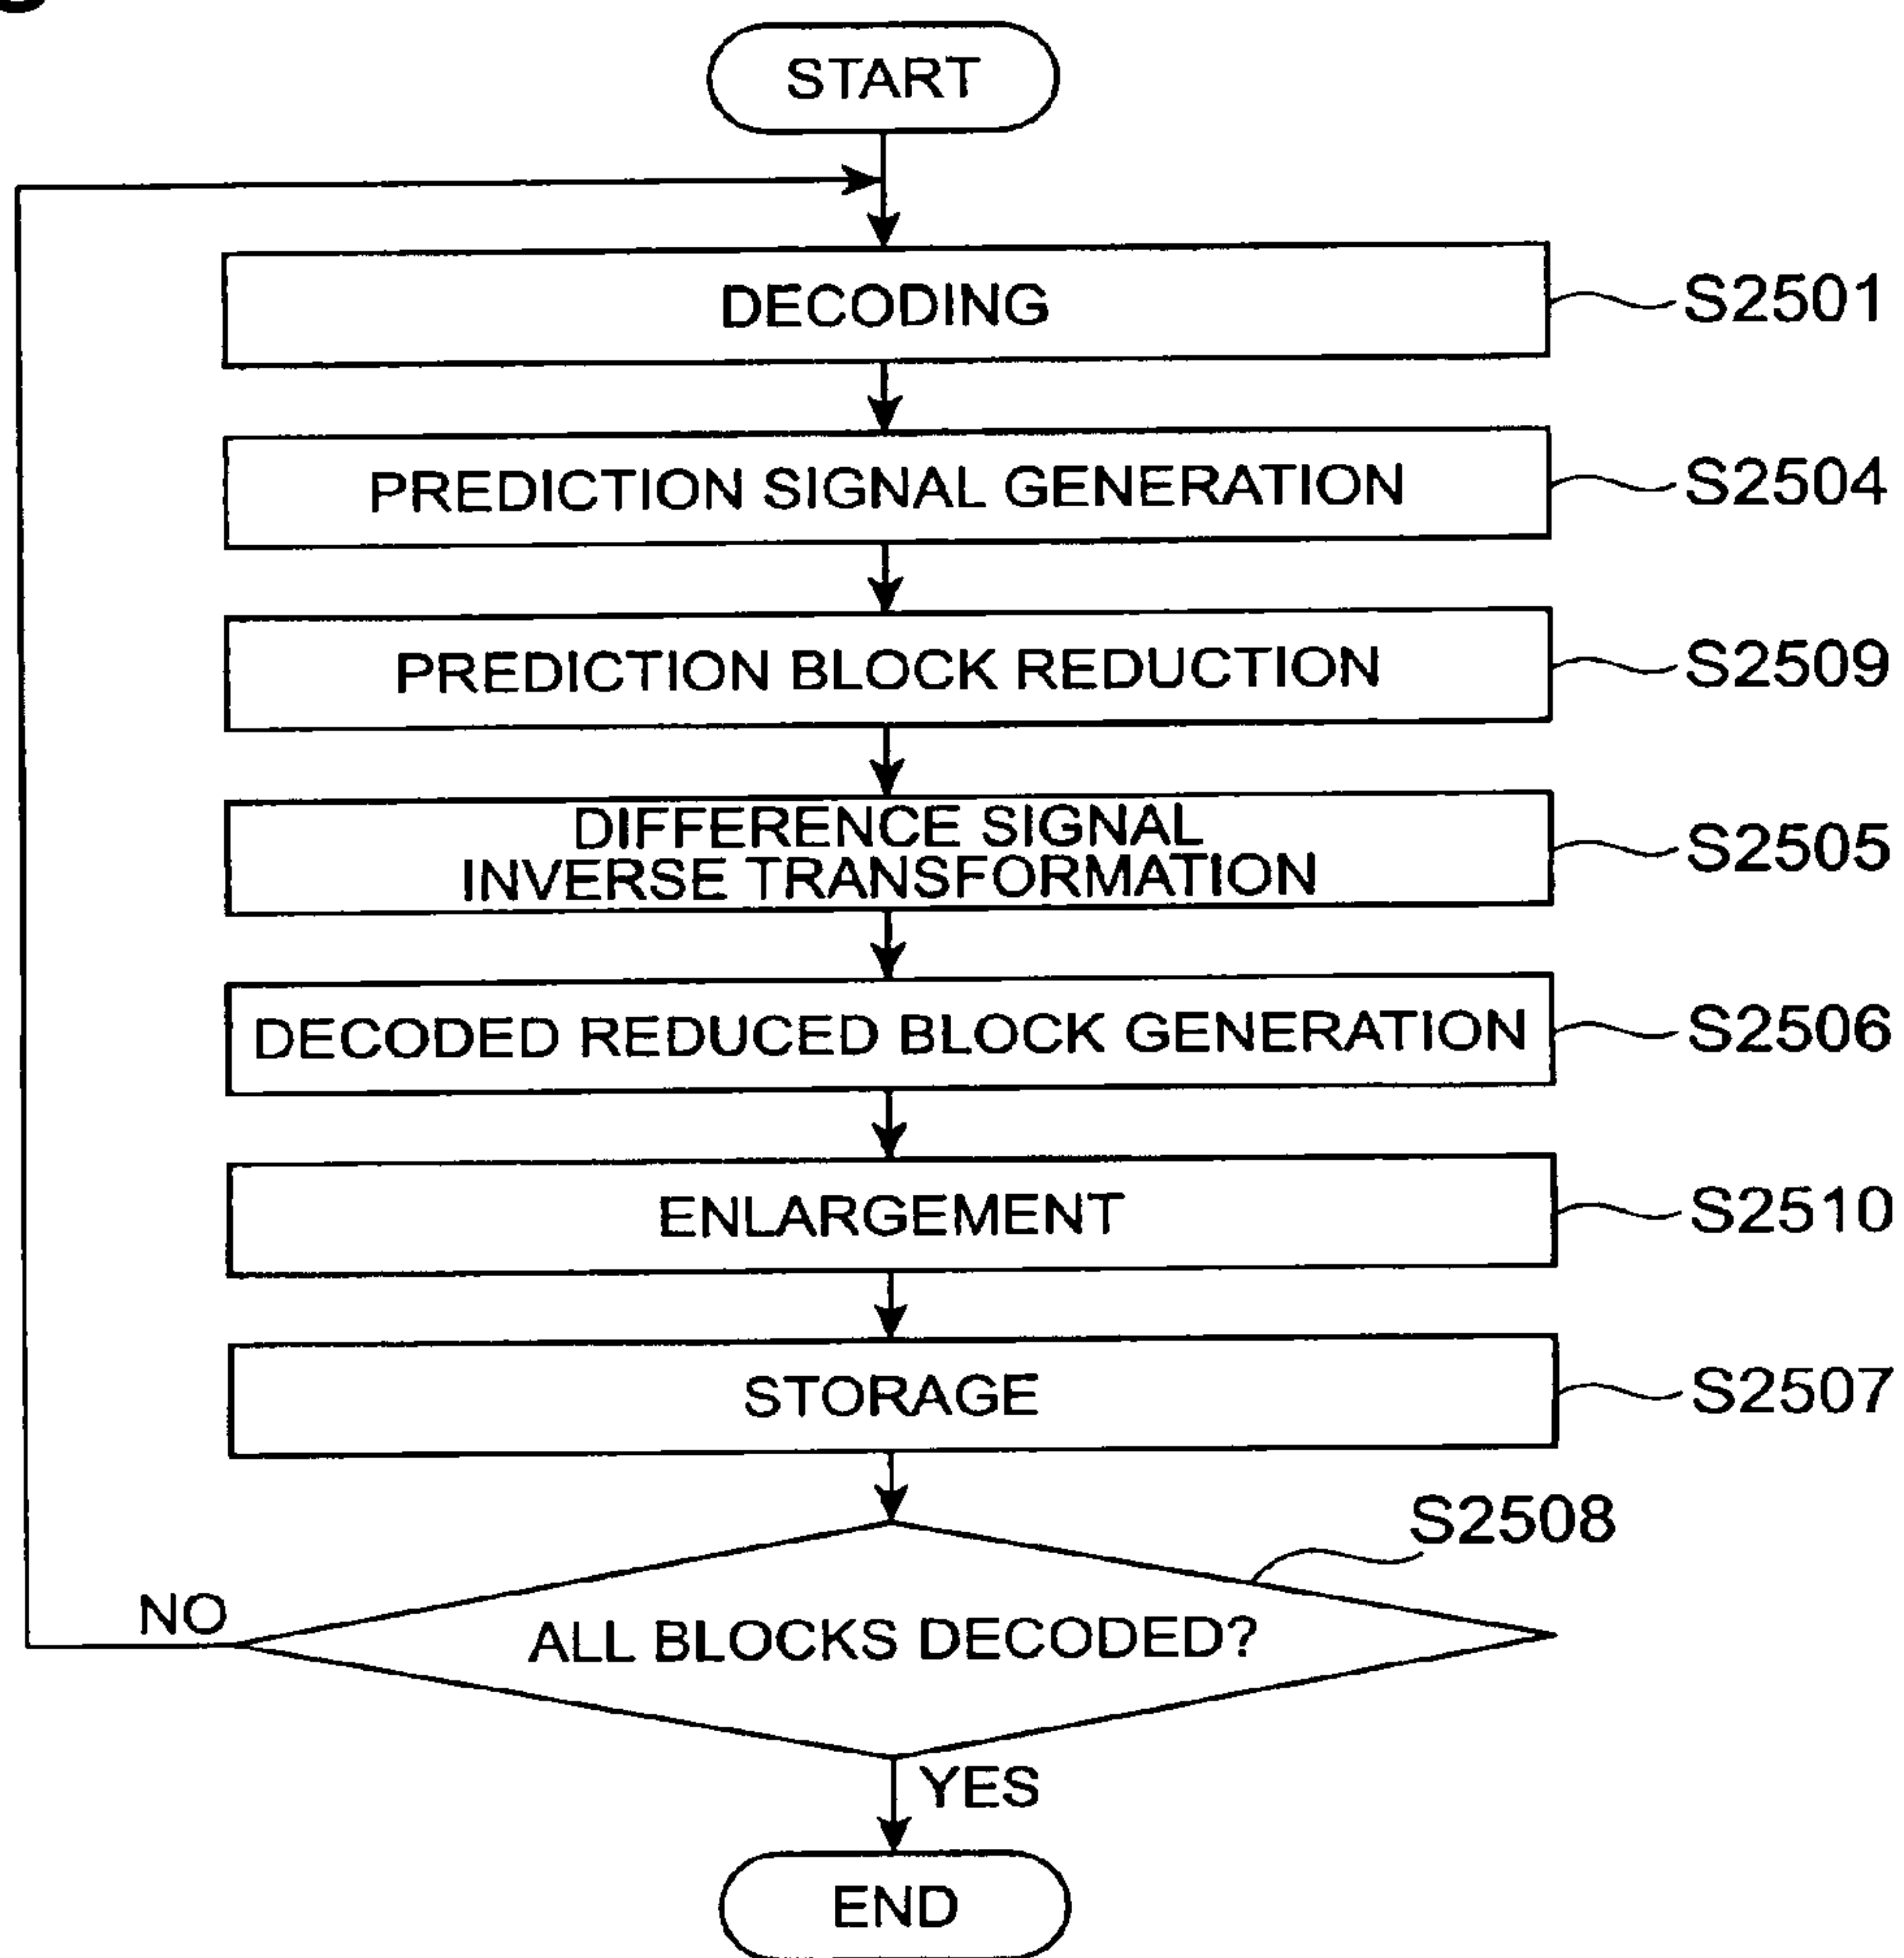 START
DECODING
S2501
PREDICTION SIGNAL GENERATION
S2504
PREDICTION BLOCK REDUCTION
S2509
DIFFERENCE SIGNAL
INVERSE TRANSFORMATION
S2505
DECODED REDUCED BLOCK GENERATION
S2506
ENLARGEMENT
S2510
STORAGE
S2507
S2508
NO
ALL BLOCKS DECODED?
YES
END